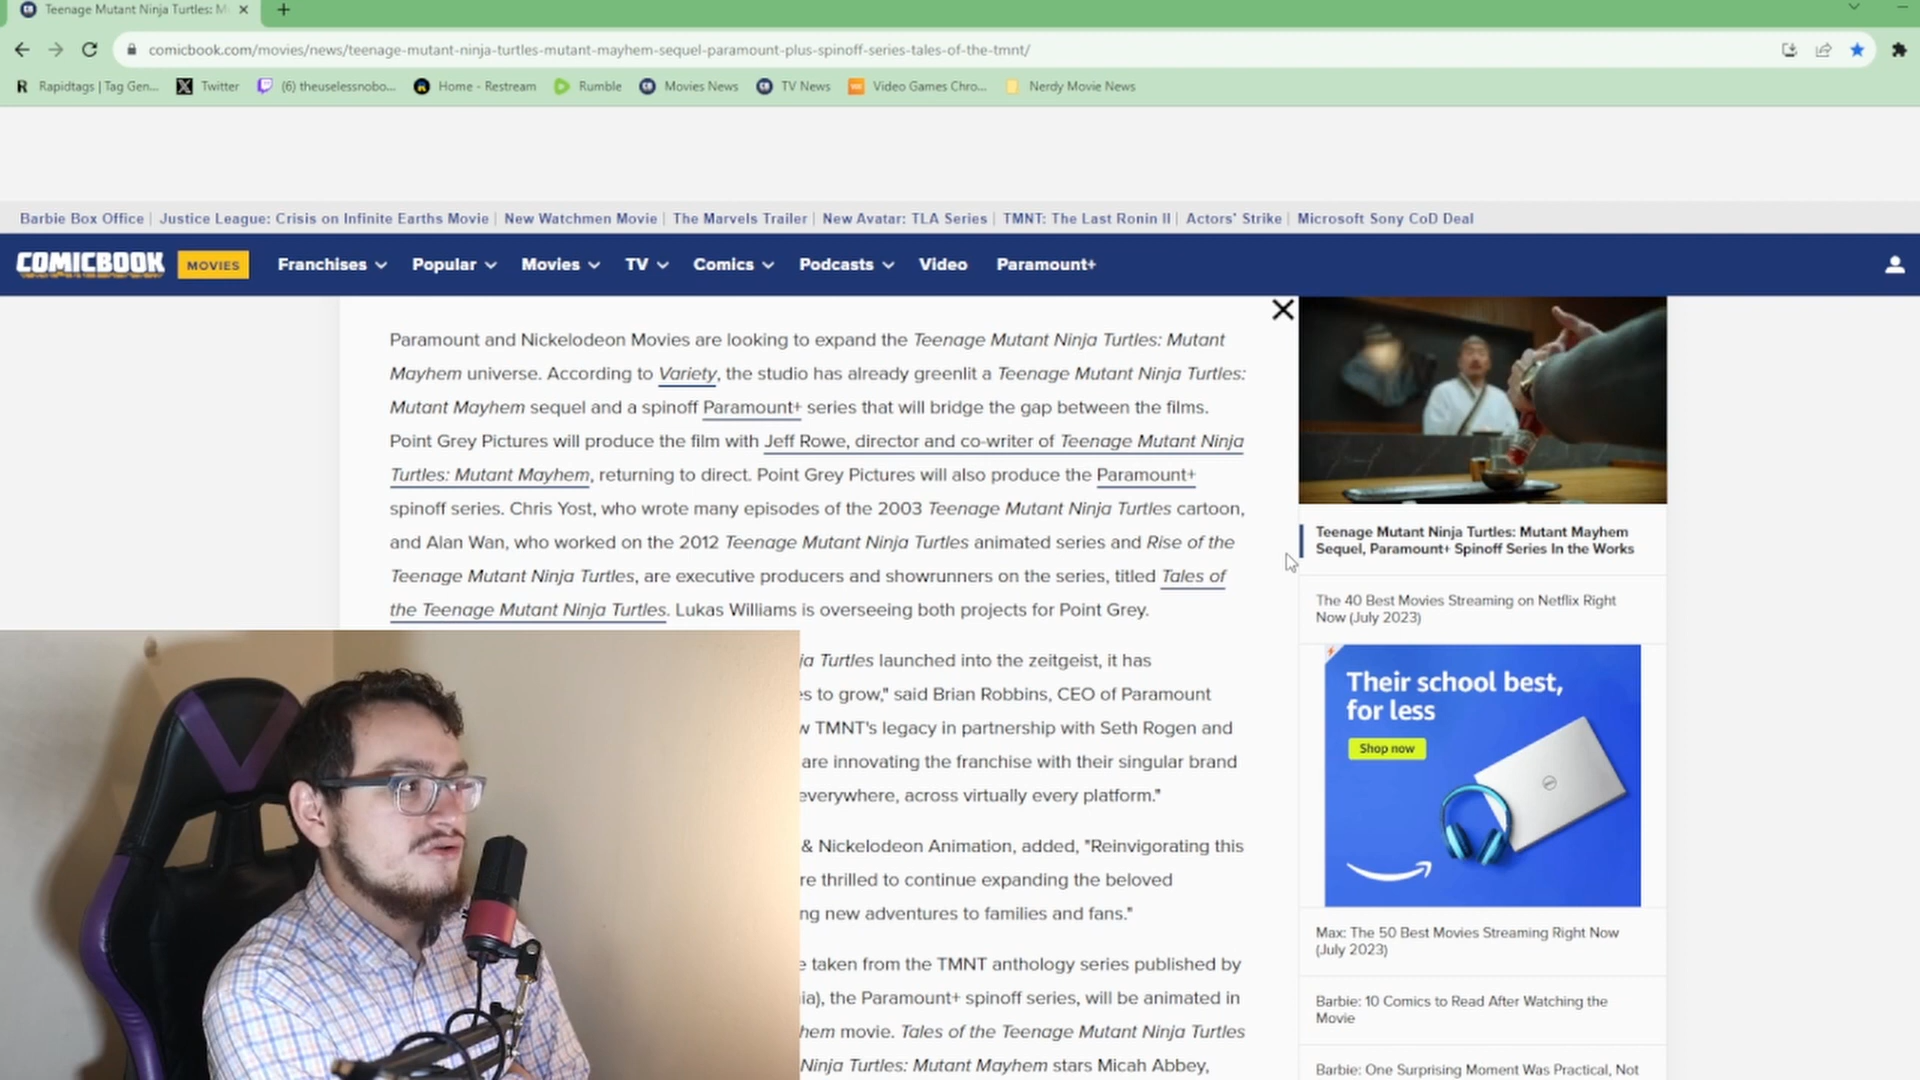 Teenage Mutant Ninja Turtles: M
comicbook.com/movies/news/teenage-mutant-ninja-turtles-mutant-mayhem-sequel-paramount-plus-spinoff-series-tales-of-the-tmnt/
R Rapidtags | Tag Gen... X Twitter (6) theuselessnobo... Home - Restream Rumble Movies News TV News Video Games Chro... Nerdy Movie News
Barbie Box Office | Justice League: Crisis on Infinite Earths Movie | New Watchmen Movie | The Marvels Trailer | New Avatar: TLA Series | TMNT: The Last Ronin II | Actors' Strike | Microsoft Sony CoD Deal
COMICBOOK MOVIES Franchises Popular Movies TV Comics Podcasts Video Paramount+
Paramount and Nickelodeon Movies are looking to expand the Teenage Mutant Ninja Turtles: Mutant
Mayhem universe. According to Variety, the studio has already greenlit a Teenage Mutant Ninja Turtles:
Mutant Mayhem sequel and a spinoff Paramount+ series that will bridge the gap between the films.
Point Grey Pictures will produce the film with Jeff Rowe, director and co-writer of Teenage Mutant Ninja
Turtles: Mutant Mayhem, returning to direct. Point Grey Pictures will also produce the Paramount+
spinoff series. Chris Yost, who wrote many episodes of the 2003 Teenage Mutant Ninja Turtles cartoon,
and Alan Wan, who worked on the 2012 Teenage Mutant Ninja Turtles animated series and Rise of the
Teenage Mutant Ninja Turtles, are executive producers and showrunners on the series, titled Tales of
the Teenage Mutant Ninja Turtles. Lukas Williams is overseeing both projects for Point Grey.
ja Turtles launched into the zeitgeist, it has
es to grow," said Brian Robbins, CEO of Paramount
w TMNT's legacy in partnership with Seth Rogen and
are innovating the franchise with their singular brand
everywhere, across virtually every platform."
& Nickelodeon Animation, added, "Reinvigorating this
re thrilled to continue expanding the beloved
ng new adventures to families and fans."
e taken from the TMNT anthology series published by
ia), the Paramount+ spinoff series, will be animated in
hem movie. Tales of the Teenage Mutant Ninja Turtles
Ninja Turtles: Mutant Mayhem stars Micah Abbey,
Teenage Mutant Ninja Turtles: Mutant Mayhem
Sequel, Paramount+ Spinoff Series In the Works
The 40 Best Movies Streaming on Netflix Right
Now (July 2023)
Their school best,
for less
Shop now
DELL
Max: The 50 Best Movies Streaming Right Now
(July 2023)
Barbie: 10 Comics to Read After Watching the
Movie
Barbie: One Surprising Moment Was Practical, Not